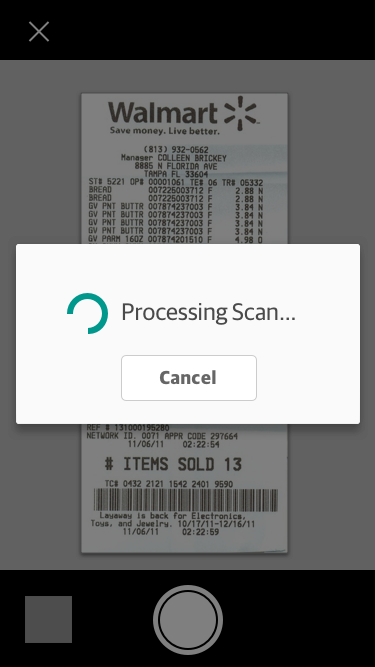 Walmart
Save money. Live better.
(813) 932-0562
Manager COLLEEN BRICKEY
8885 N FLORIDA AVE
TAMPA FL 33604
ST# 5221 OP# 00001061 TE# 06 TR# 05332
BREAD 007225003712 F 2.88 N
BREAD 007225003712 F 2.88 N
GV PNT BUTTR 007874237003 F 3.84 N
GV PNT BUTTR 007874237003 F 3.84 N
GV PNT BUTTR 007874237003 F 3.84 N
GV PNT BUTTR 007874237003 F 3.84 N
GV PARM 16OZ 007874201510 F 4.98 O
Processing Scan...
Cancel
REF # 131000195280
NETWORK ID. 0071 APPR CODE 297664
11/06/11 02:22:54
# ITEMS SOLD 13
TC# 0432 2121 1542 2401 9590
Layaway is back for Electronics,
Toys, and Jewelry. 10/17/11-12/16/11
11/06/11 02:22:59